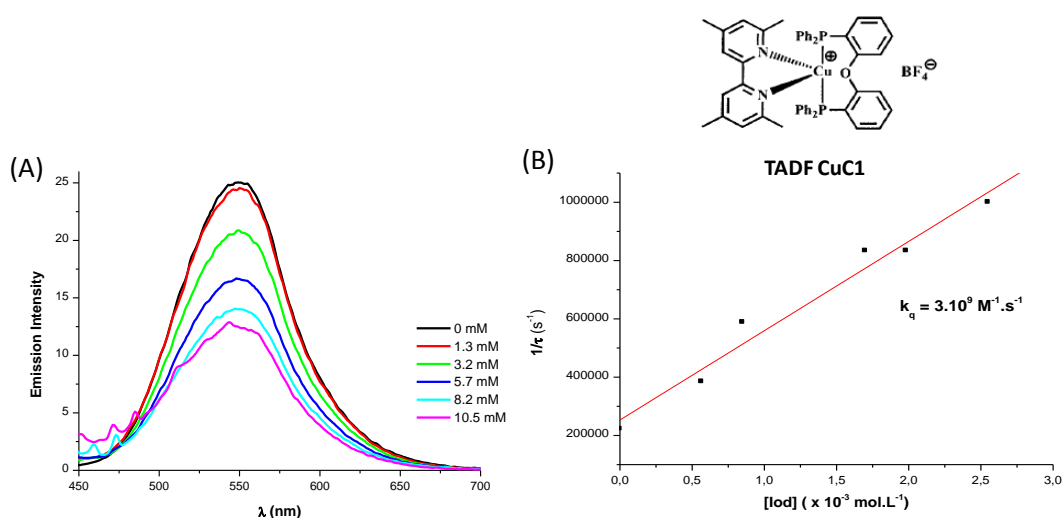 Ph₂P
N
Cu
⊕
O
BF₄⊖
N
Ph₂P
(A)
25
20
15
10
5
0
Emission Intensity
450 500 550 600 650 700
λ (nm)
0 mM
1.3 mM
3.2 mM
5.7 mM
8.2 mM
10.5 mM
(B)
TADF CuC1
1000000
800000
600000
400000
200000
1/τ (s⁻¹)
k_q = 3.10⁹ M⁻¹.s⁻¹
0,0 0,5 1,0 1,5 2,0 2,5 3,0
[Iod] ( x 10⁻³ mol.L⁻¹)